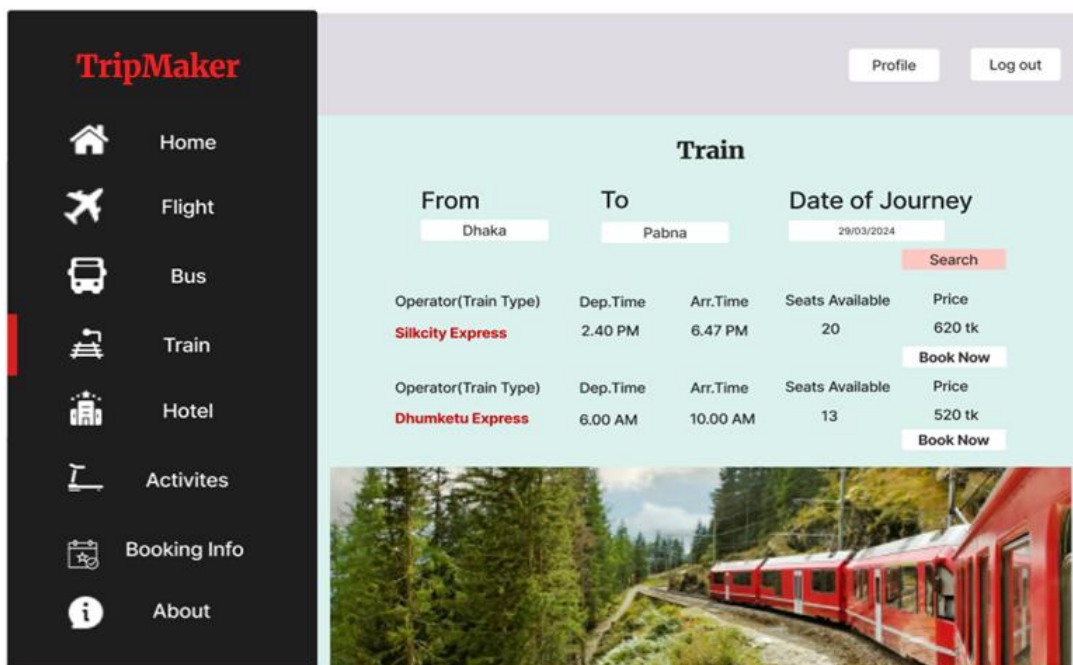 TripMaker
Home
Flight
Bus
Train
Hotel
Activites
Booking Info
About
Profile Log out
Train
From To Date of Journey
Dhaka Pabna 29/03/2024
Search
Operator(Train Type) Dep.Time Arr.Time Seats Available Price
Silkcity Express 2.40 PM 6.47 PM 20 620 tk
Book Now
Operator(Train Type) Dep.Time Arr.Time Seats Available Price
Dhumketu Express 6.00 AM 10.00 AM 13 520 tk
Book Now